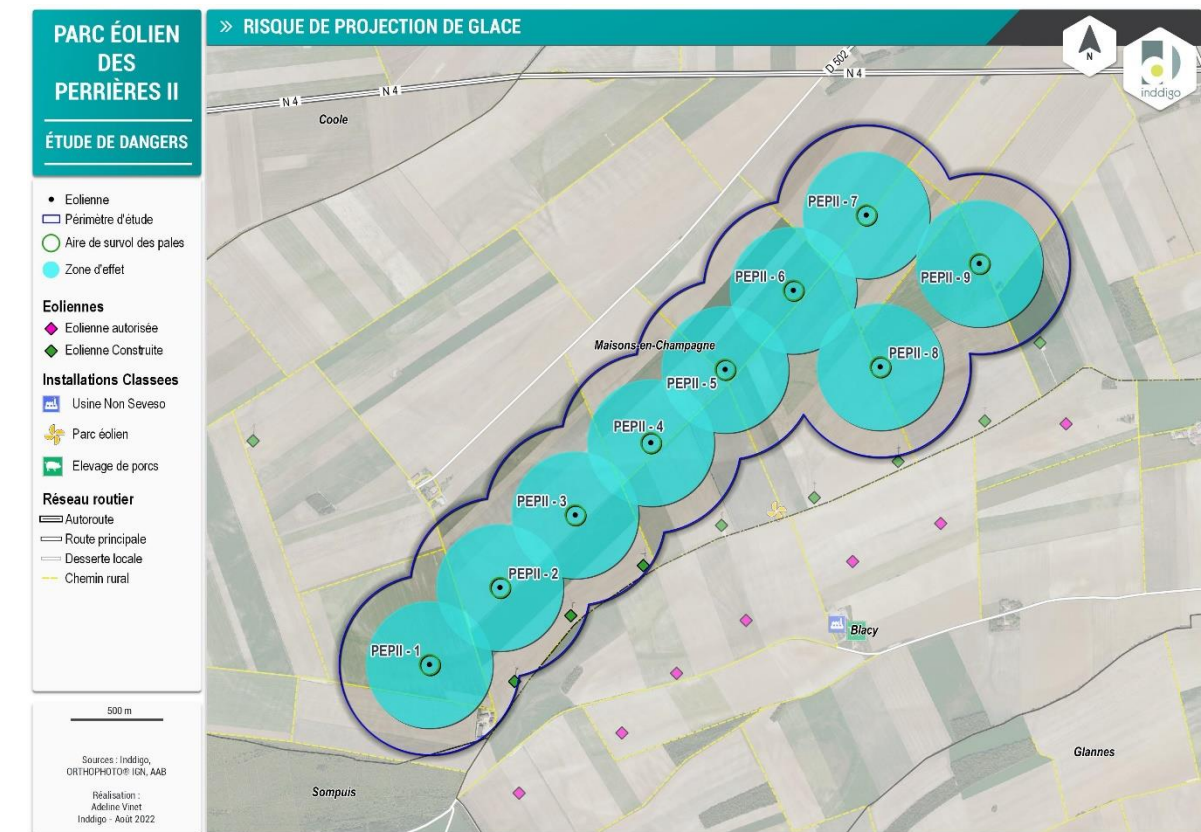 PARC ÉOLIEN
DES
PERRIÈRES II
ÉTUDE DE DANGERS
» RISQUE DE PROJECTION DE GLACE
N
inddigo
Eolienne
Périmètre d'étude
Aire de survol des pales
Zone d'effet
Eoliennes
Eolienne autorisée
Eolienne Construite
Installations Classees
Usine Non Seveso
Parc éolien
Elevage de porcs
Réseau routier
Autoroute
Route principale
Desserte locale
Chemin rural
500 m
Sources : Inddigo,
ORTHOPHOTO® IGN, AAB
Réalisation :
Adeline Vinet
Inddigo - Août 2022
D 502
N 4
N 4
N 4
Coole
PEPII - 7
PEPII - 6
PEPII - 9
Maisons-en-Champagne
PEPII - 8
PEPII - 5
PEPII - 4
PEPII - 3
PEPII - 2
Blacy
PEPII - 1
Glannes
Sompuis